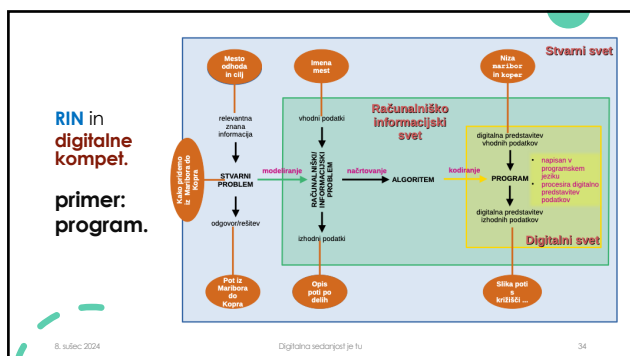 RIN in
digitalne
kompet.
primer:
program.
Stvarni svet
Mesto
odhoda
in cilj
Imena
mest
Niza
maribor
in koper
relevantna
znana
informacija
vhodni podatki
Računalniško
informacijski
svet
digitalna predstavitev
vhodnih podatkov
Kako pridemo
iz Maribora do
Kopra
STVARNI
PROBLEM
modeliranje
RAČUNALNIŠKI
INFORMACIJSKI
PROBLEM
načrtovanje
ALGORITEM
kodiranje
PROGRAM
• napisan v
programskem
jeziku
• procesira digitalno
predstavitev
podatkov
odgovor/rešitev
izhodni podatki
digitalna predstavitev
izhodnih podatkov
Digitalni svet
Pot iz
Maribora do
Kopra
Opis
poti po
delih
Slika poti
s
križišči ...
8. sušec 2024
Digitalna sedanjost je tu
34